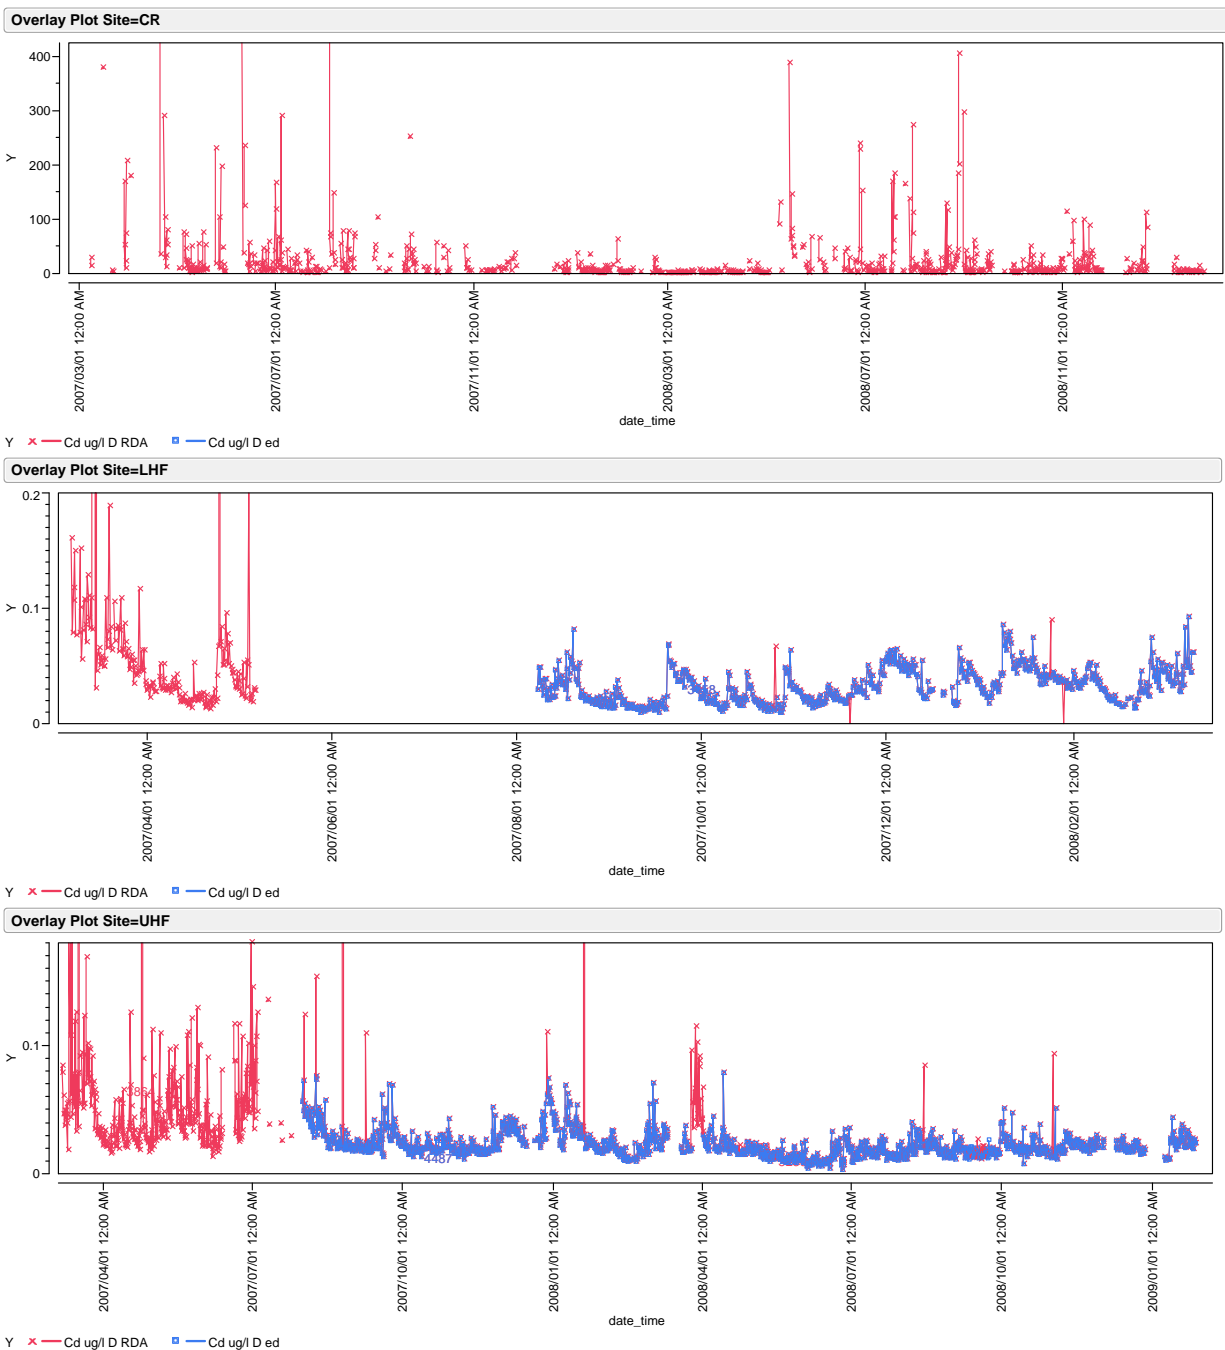 Overlay Plot Site=CR
400
300
200
100
0
Y
2007/03/01 12:00 AM
2007/07/01 12:00 AM
2007/11/01 12:00 AM
2008/03/01 12:00 AM
2008/07/01 12:00 AM
2008/11/01 12:00 AM
date_time
Y Cd ug/l D RDA Cd ug/l D ed
Overlay Plot Site=LHF
0.2
0.1
0
Y
2007/04/01 12:00 AM
2007/06/01 12:00 AM
2007/08/01 12:00 AM
2007/10/01 12:00 AM
2007/12/01 12:00 AM
2008/02/01 12:00 AM
date_time
Y Cd ug/l D RDA Cd ug/l D ed
Overlay Plot Site=UHF
0.1
0
Y
4487
2007/04/01 12:00 AM
2007/07/01 12:00 AM
2007/10/01 12:00 AM
2008/01/01 12:00 AM
2008/04/01 12:00 AM
2008/07/01 12:00 AM
2008/10/01 12:00 AM
2009/01/01 12:00 AM
date_time
Y Cd ug/l D RDA Cd ug/l D ed